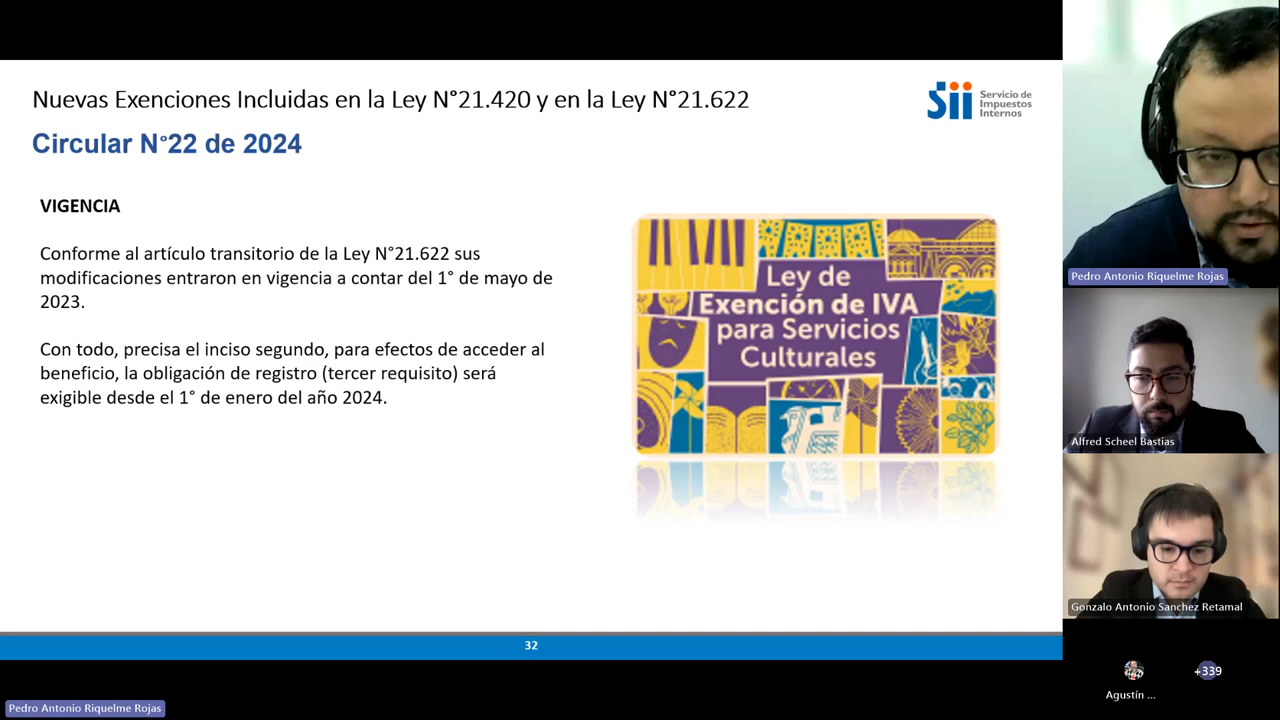 Nuevas Exenciones Incluidas en la Ley N°21.420 y en la Ley N°21.622
Circular N°22 de 2024
Sii Servicio de
Impuestos
Internos
VIGENCIA
Conforme al artículo transitorio de la Ley N°21.622 sus
modificaciones entraron en vigencia a contar del 1° de mayo de
2023.
Con todo, precisa el inciso segundo, para efectos de acceder al
beneficio, la obligación de registro (tercer requisito) será
exigible desde el 1° de enero del año 2024.
Ley de
Exención de IVA
para Servicios
Culturales
32
Pedro Antonio Riquelme Rojas
Alfred Scheel Bastias
Gonzalo Antonio Sanchez Retamal
Agustín ...
+339
Pedro Antonio Riquelme Rojas